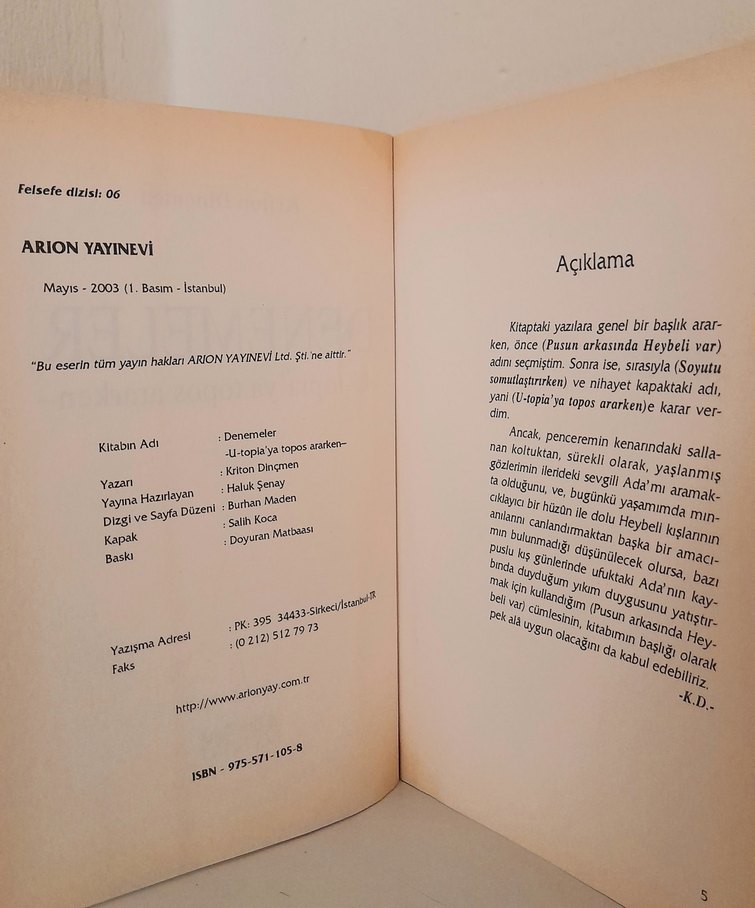 Felsefe dizisi: 06
ARION YAYINEVİ
Mayıs - 2003 (1. Basım - İstanbul)
"Bu eserin tüm yayın hakları ARION YAYINEVİ Ltd. Şti.'ne aittir."
Kitabın Adı : Denemeler
-U-topia'ya topos ararken–
Yazarı : Kriton Dinçmen
Yayına Hazırlayan : Haluk Şenay
Dizgi ve Sayfa Düzeni : Burhan Maden
Kapak : Salih Koca
Baskı : Doyuran Matbaası
Yazışma Adresi : PK: 395 34433-Sirkeci/İstanbul-TR
Faks : (0 212) 512 79 73
http://www.arionyay.com.tr
ISBN - 975-571-105-8
Açıklama
Kitaptaki yazılara genel bir başlık arar-
ken, önce (Pusun arkasında Heybeli var)
adını seçmiştim. Sonra ise, sırasıyla (Soyutu
somutlaştırırken) ve nihayet kapaktaki adı,
yani (U-topia'ya topos ararken)e karar ver-
dim.
Ancak, penceremin kenarındaki salla-
nan koltuktan, sürekli olarak, yaşlanmış
gözlerimin ilerideki sevgili Ada'mı aramak-
ta olduğunu, ve, bugünkü yaşamımda mın-
cıklayıcı bir hüzün ile dolu Heybeli kışlarının
anılarını canlandırmaktan başka bir amacı-
mın bulunmadığı düşünülecek olursa, bazı
puslu kış günlerinde ufuktaki Ada'nın kay-
bında duyduğum yıkım duygusunu yatıştır-
mak için kullandığım (Pusun arkasında Hey-
beli var) cümlesinin, kitabımın başlığı olarak
pek alâ uygun olacağını da kabul edebiliriz.
-K.D.-
5